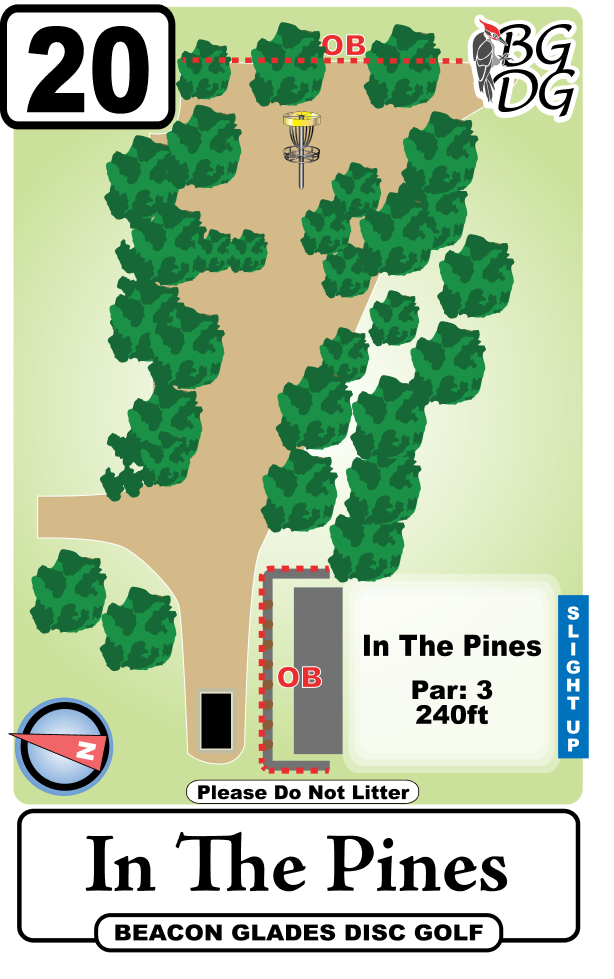 20
OB
BG
DG
OB
In The Pines
Par: 3
240ft
SLIGHT UP
N
Please Do Not Litter
In The Pines
BEACON GLADES DISC GOLF